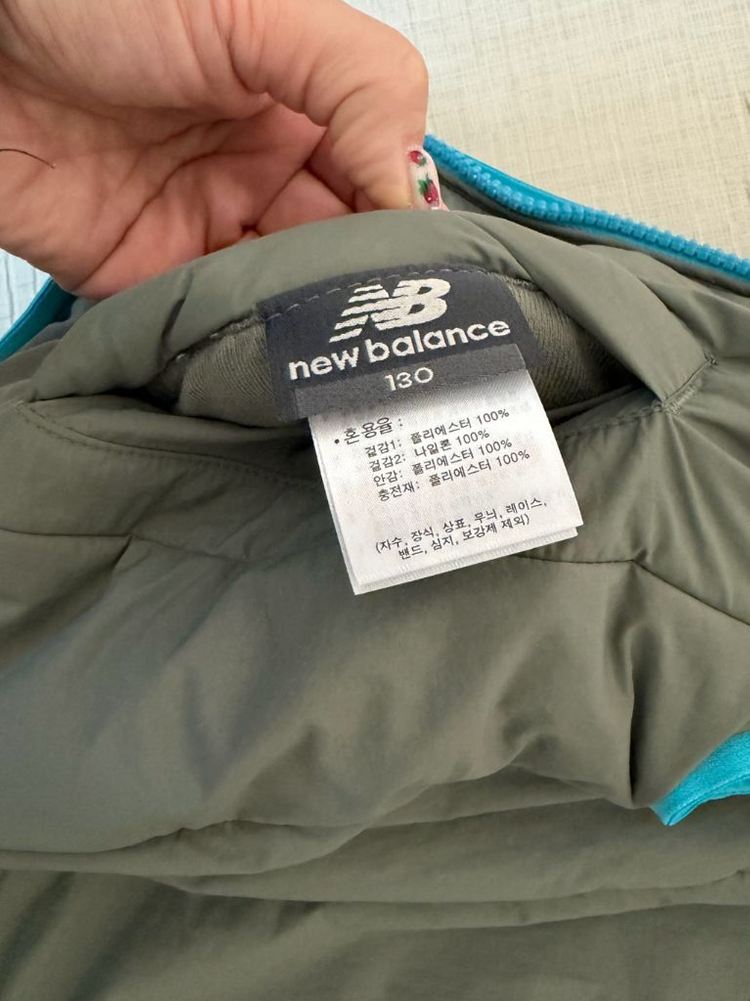 NB
new balance
130
• 혼용율 :
겉감1: 폴리에스터 100%
겉감2: 나일론 100%
안감: 폴리에스터 100%
충전재: 폴리에스터 100%
(자수, 장식, 상표, 무늬, 레이스,
밴드, 심지, 보강제 제외)